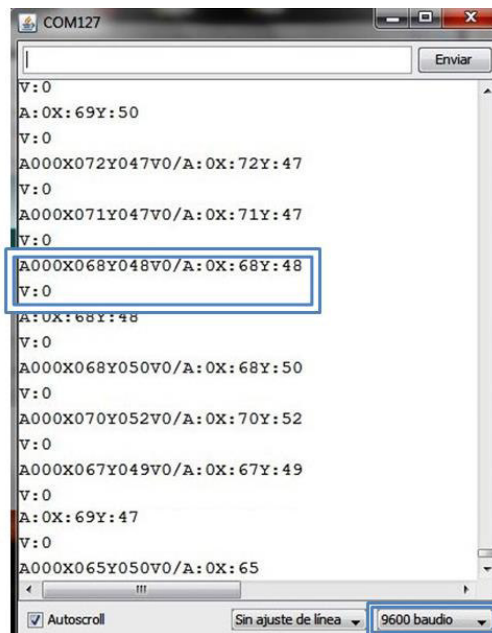 COM127
Enviar
V:0
A:0X:69Y:50
V:0
A000X072Y047V0/A:0X:72Y:47
V:0
A000X071Y047V0/A:0X:71Y:47
V:0
A000X068Y048V0/A:0X:68Y:48
V:0
A:0X:68Y:48
V:0
A000X068Y050V0/A:0X:68Y:50
V:0
A000X070Y052V0/A:0X:70Y:52
V:0
A000X067Y049V0/A:0X:67Y:49
V:0
A:0X:69Y:47
V:0
A000X065Y050V0/A:0X:65
Autoscroll
Sin ajuste de línea
9600 baudio